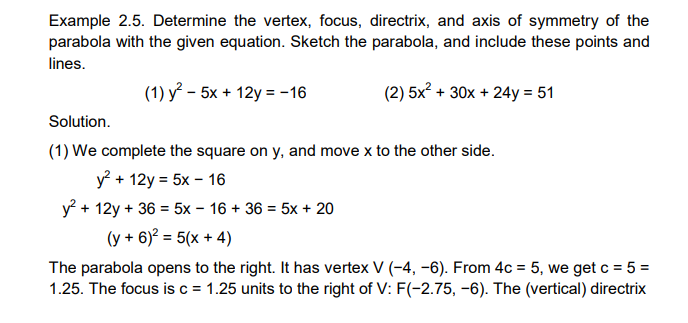 Example 2.5. Determine the vertex, focus, directrix, and axis of symmetry of the
parabola with the given equation. Sketch the parabola, and include these points and
lines.
(1) y² − 5x + 12y = −16 (2) 5x² + 30x + 24y = 51
Solution.
(1) We complete the square on y, and move x to the other side.
y² + 12y = 5x − 16
y² + 12y + 36 = 5x − 16 + 36 = 5x + 20
(y + 6)² = 5(x + 4)
The parabola opens to the right. It has vertex V (−4, −6). From 4c = 5, we get c = 5 =
1.25. The focus is c = 1.25 units to the right of V: F(−2.75, −6). The (vertical) directrix